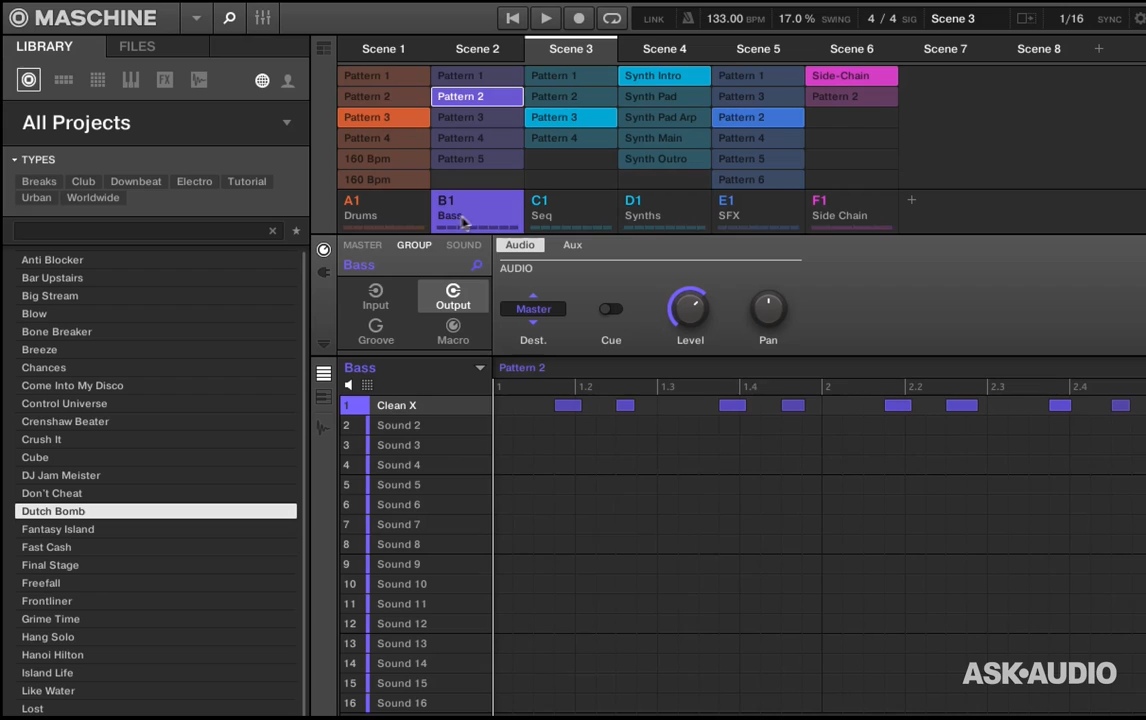 MASCHINE
LINK 133.00 BPM 17.0 % SWING 4 / 4 SIG Scene 3 1/16 SYNC
LIBRARY FILES
Scene 1 Scene 2 Scene 3 Scene 4 Scene 5 Scene 6 Scene 7 Scene 8 +
FX
Pattern 1 Pattern 1 Pattern 1 Synth Intro Pattern 1 Side-Chain
Pattern 2 Pattern 2 Pattern 2 Synth Pad Pattern 3 Pattern 2
Pattern 3 Pattern 3 Pattern 3 Synth Pad Arp Pattern 2
Pattern 4 Pattern 4 Pattern 4 Synth Main Pattern 4
160 Bpm Pattern 5 Synth Outro Pattern 5
160 Bpm Pattern 6
A1 B1 C1 D1 E1 F1 +
Drums Bass Seq Synths SFX Side Chain
All Projects
TYPES
Breaks Club Downbeat Electro Tutorial
Urban Worldwide
Anti Blocker
Bar Upstairs
Big Stream
Blow
Bone Breaker
Breeze
Chances
Come Into My Disco
Control Universe
Crenshaw Beater
Crush It
Cube
DJ Jam Meister
Don't Cheat
Dutch Bomb
Fantasy Island
Fast Cash
Final Stage
Freefall
Frontliner
Grime Time
Hang Solo
Hanoi Hilton
Island Life
Like Water
Lost
MASTER GROUP SOUND Audio Aux
Bass AUDIO
Input Output
Groove Macro
Master
Dest. Cue Level Pan
Bass Pattern 2
1 1.2 1.3 1.4 2 2.2 2.3 2.4
1 Clean X
2 Sound 2
3 Sound 3
4 Sound 4
5 Sound 5
6 Sound 6
7 Sound 7
8 Sound 8
9 Sound 9
10 Sound 10
11 Sound 11
12 Sound 12
13 Sound 13
14 Sound 14
15 Sound 15
16 Sound 16
ASK•AUDIO